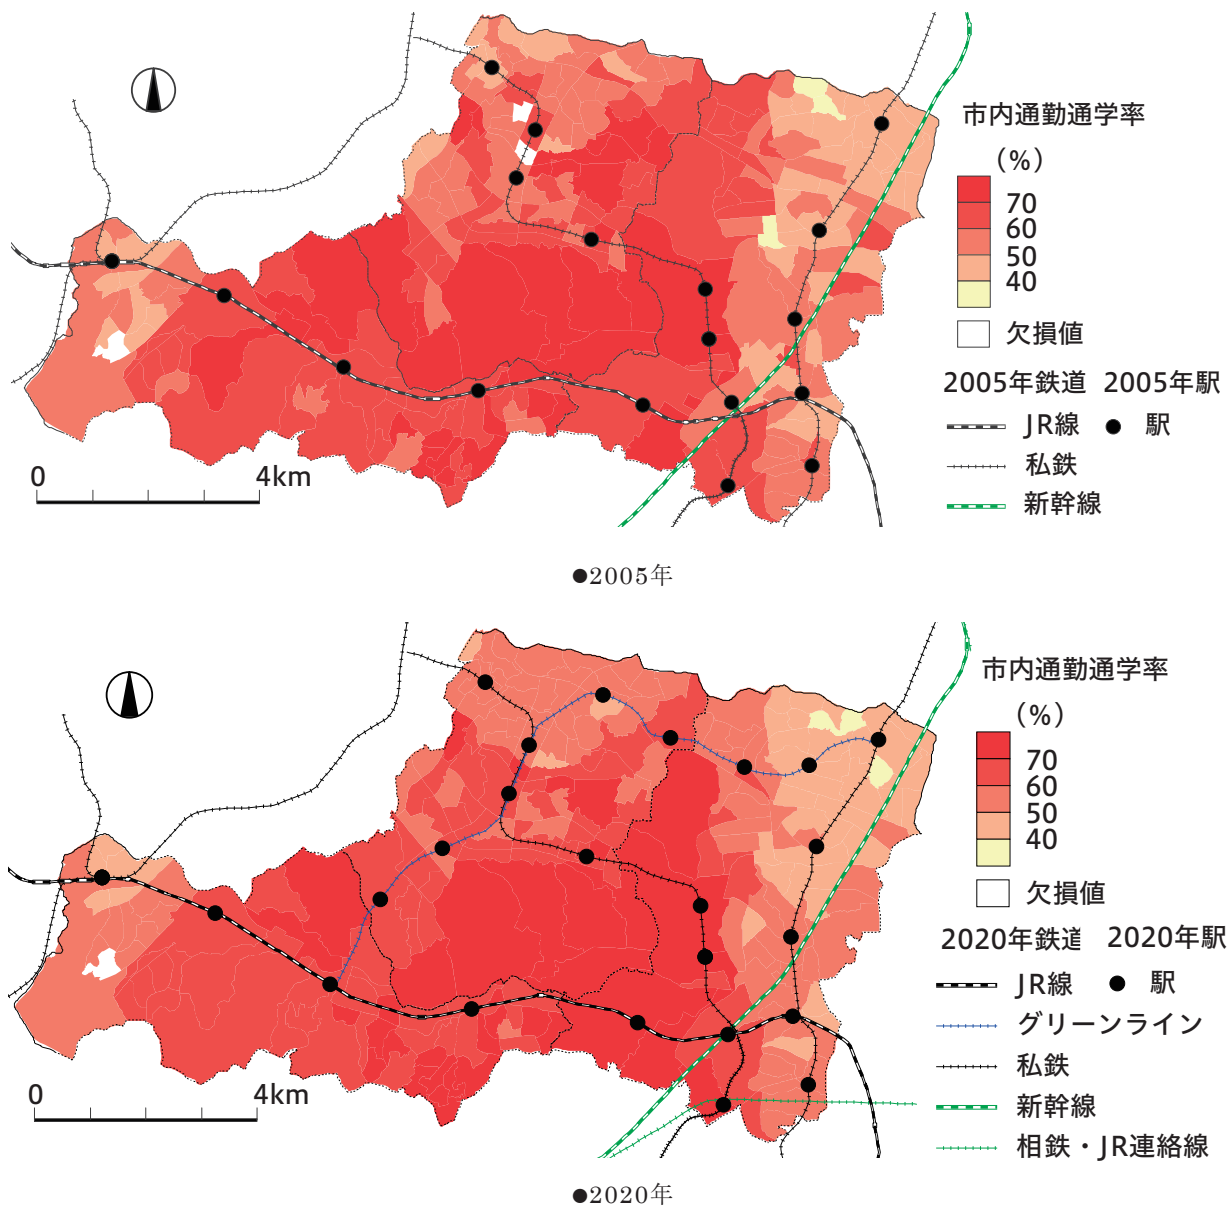 市内通勤通学率
(%)
70
60
50
40
欠損値
2005年鉄道 2005年駅
JR線 駅
私鉄
新幹線
0 4km
●2005年
市内通勤通学率
(%)
70
60
50
40
欠損値
2020年鉄道 2020年駅
JR線 駅
グリーンライン
私鉄
新幹線
相鉄・JR連絡線
0 4km
●2020年